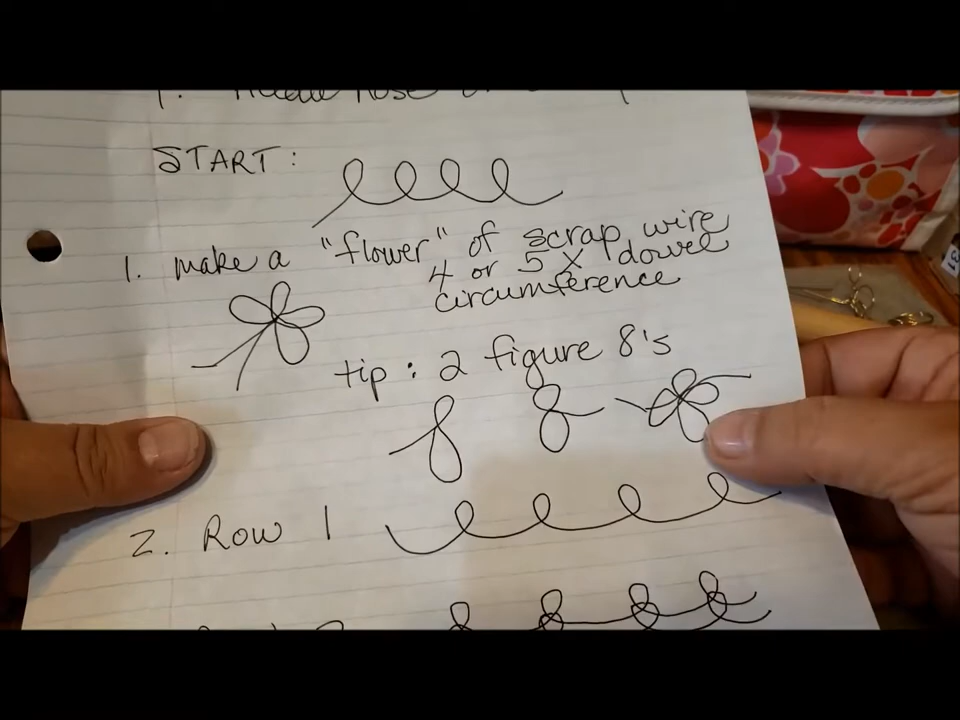 START:
1. make a "flower" of scrap wire
4 or 5 X dowel
circumference
tip: 2 figure 8's
2. Row 1